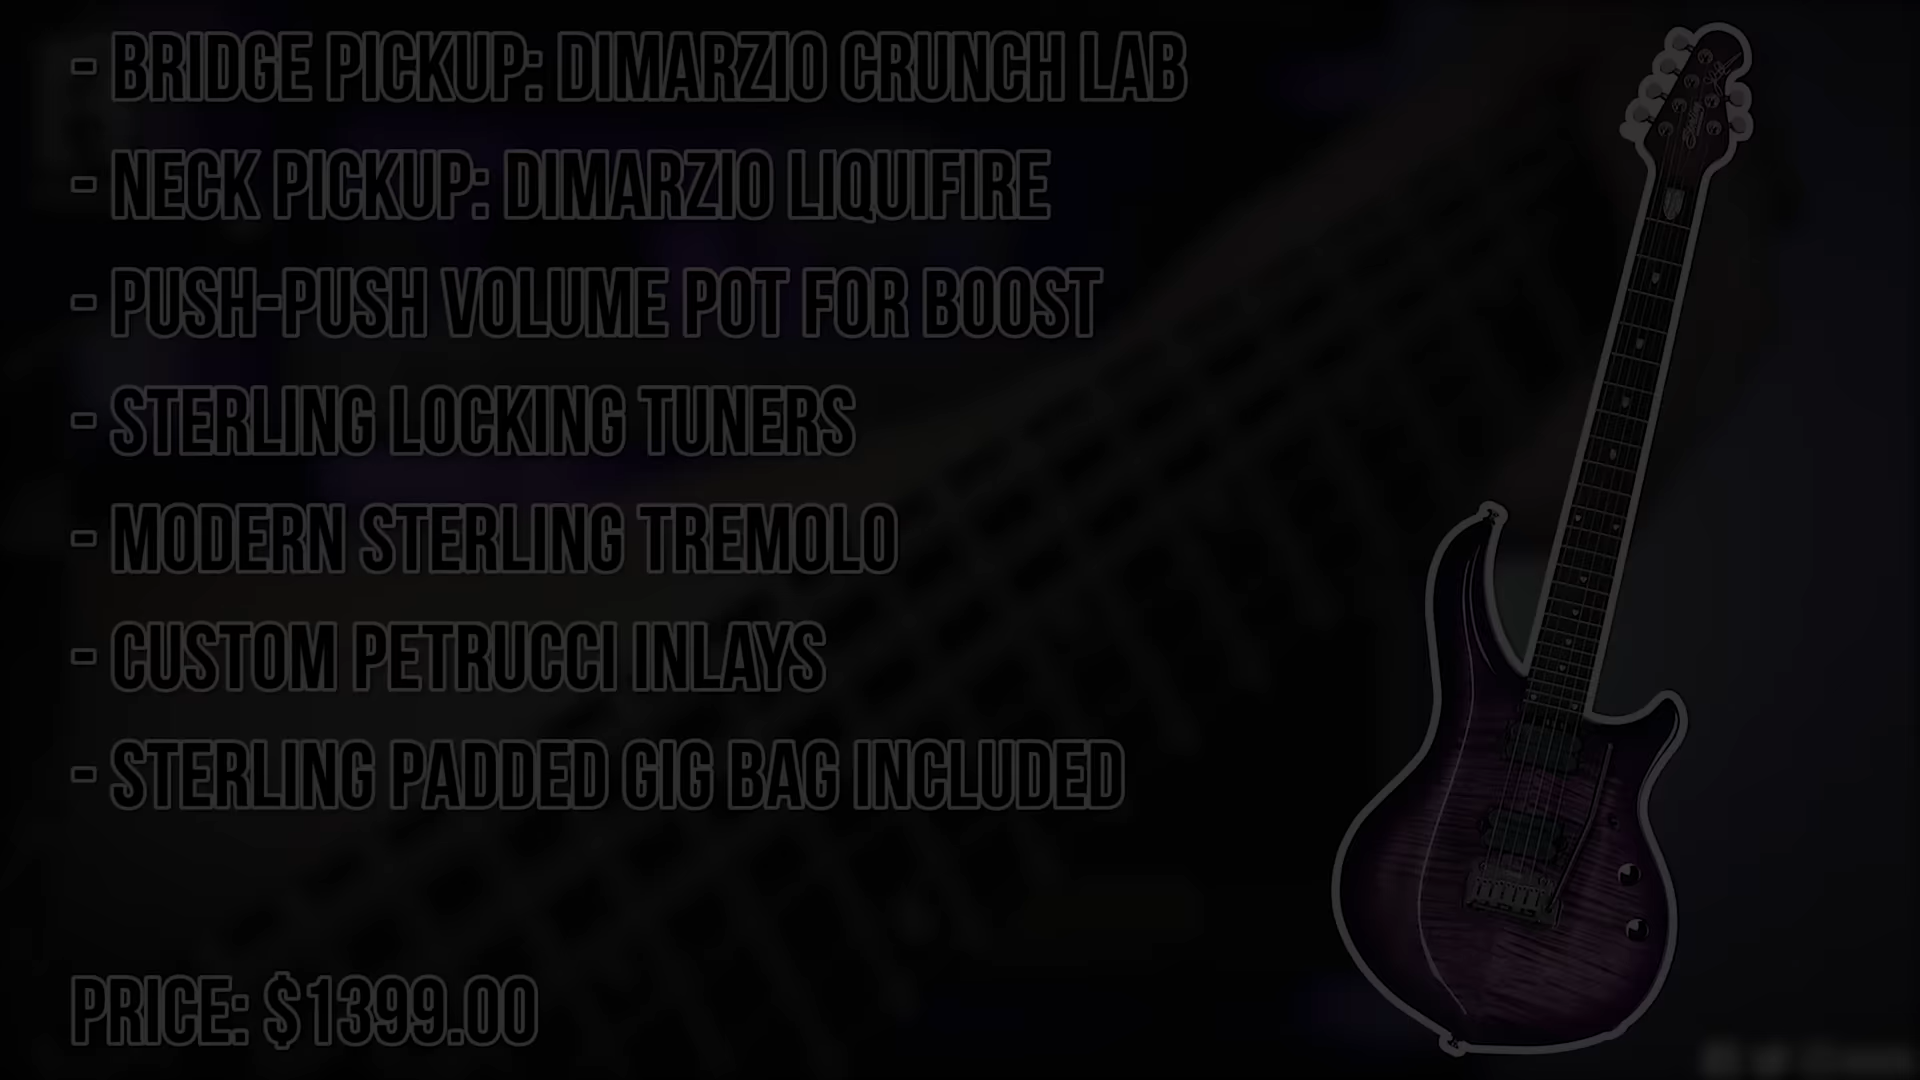 - BRIDGE PICKUP: DIMARZIO CRUNCH LAB
- NECK PICKUP: DIMARZIO LIQUIFIRE
- PUSH-PUSH VOLUME POT FOR BOOST
- STERLING LOCKING TUNERS
- MODERN STERLING TREMOLO
- CUSTOM PETRUCCI INLAYS
- STERLING PADDED GIG BAG INCLUDED
PRICE: $1399.00